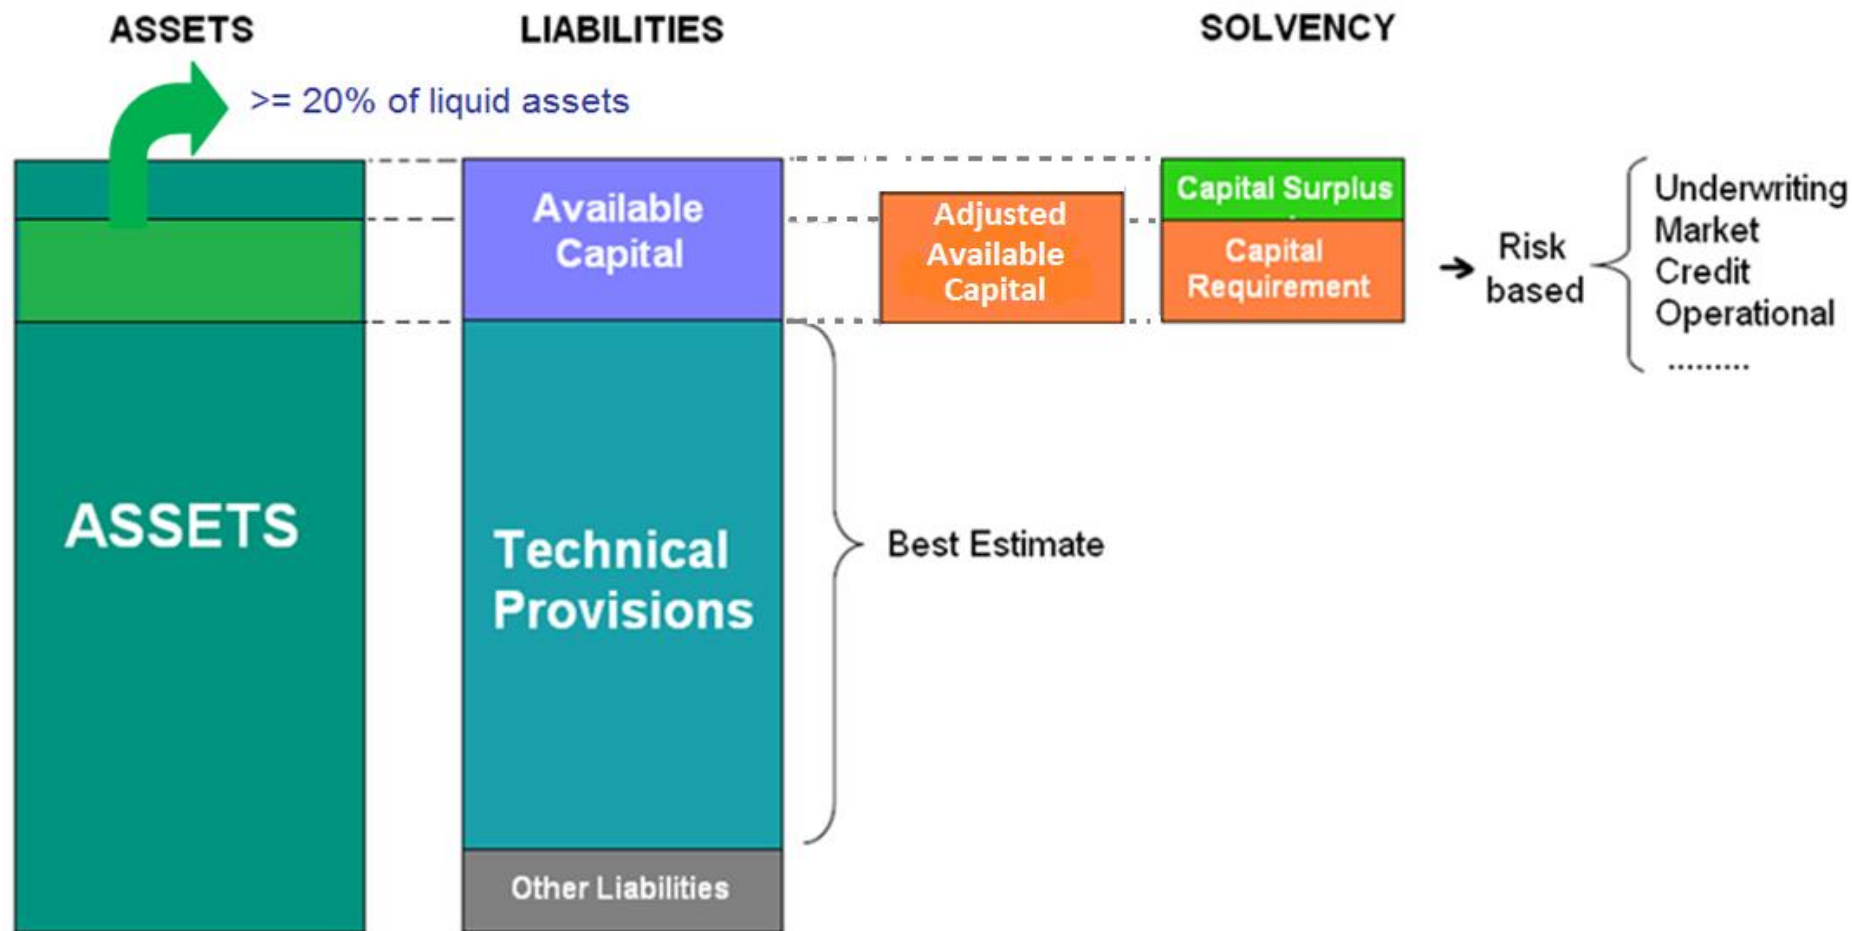 ASSETS
LIABILITIES
SOLVENCY
>= 20% of liquid assets
ASSETS
Available
Capital
Technical
Provisions
Other Liabilities
Adjusted
Available
Capital
Best Estimate
Capital Surplus
Capital
Requirement
➔ Risk
based
Underwriting
Market
Credit
Operational
.........